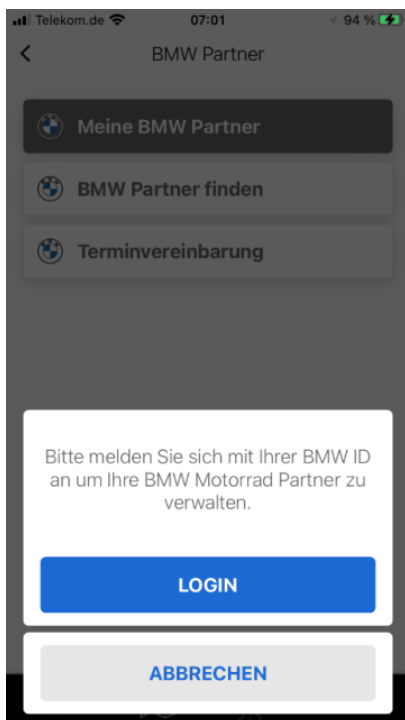 Telekom.de 07:01 94 %
BMW Partner
Meine BMW Partner
BMW Partner finden
Terminvereinbarung
Bitte melden Sie sich mit Ihrer BMW ID
an um Ihre BMW Motorrad Partner zu
verwalten.
LOGIN
ABBRECHEN